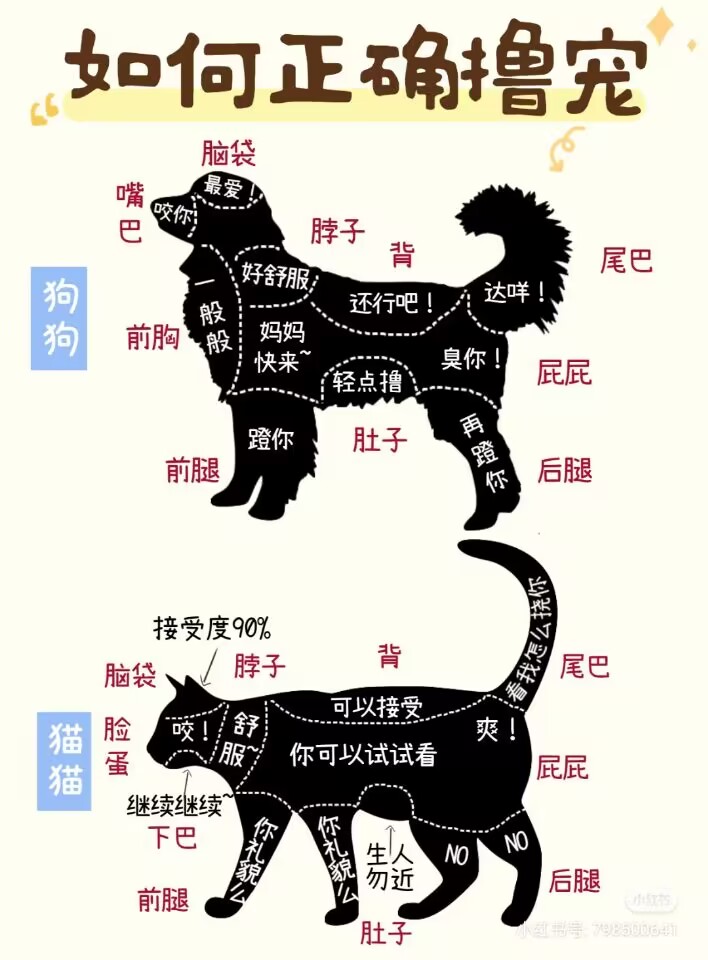 如何正确撸宠
脑袋
最爱！
嘴
巴
咬你
脖子
背
尾巴
狗
狗
好舒服
还行吧！
达咩！
一
般
般
前胸
妈妈
快来~
臭你！
轻点撸
屁屁
蹬你
肚子
再
蹬
你
前腿
后腿
接受度90%
脑袋
脖子
背
看我怎么挠你
尾巴
猫
猫
脸
蛋
咬！
舒
服~
可以接受
爽！
你可以试试看
屁屁
继续继续~
下巴
你礼貌么
你礼貌么
生人
勿近
NO
NO
前腿
后腿
肚子
小红书
小红书号: 798500641